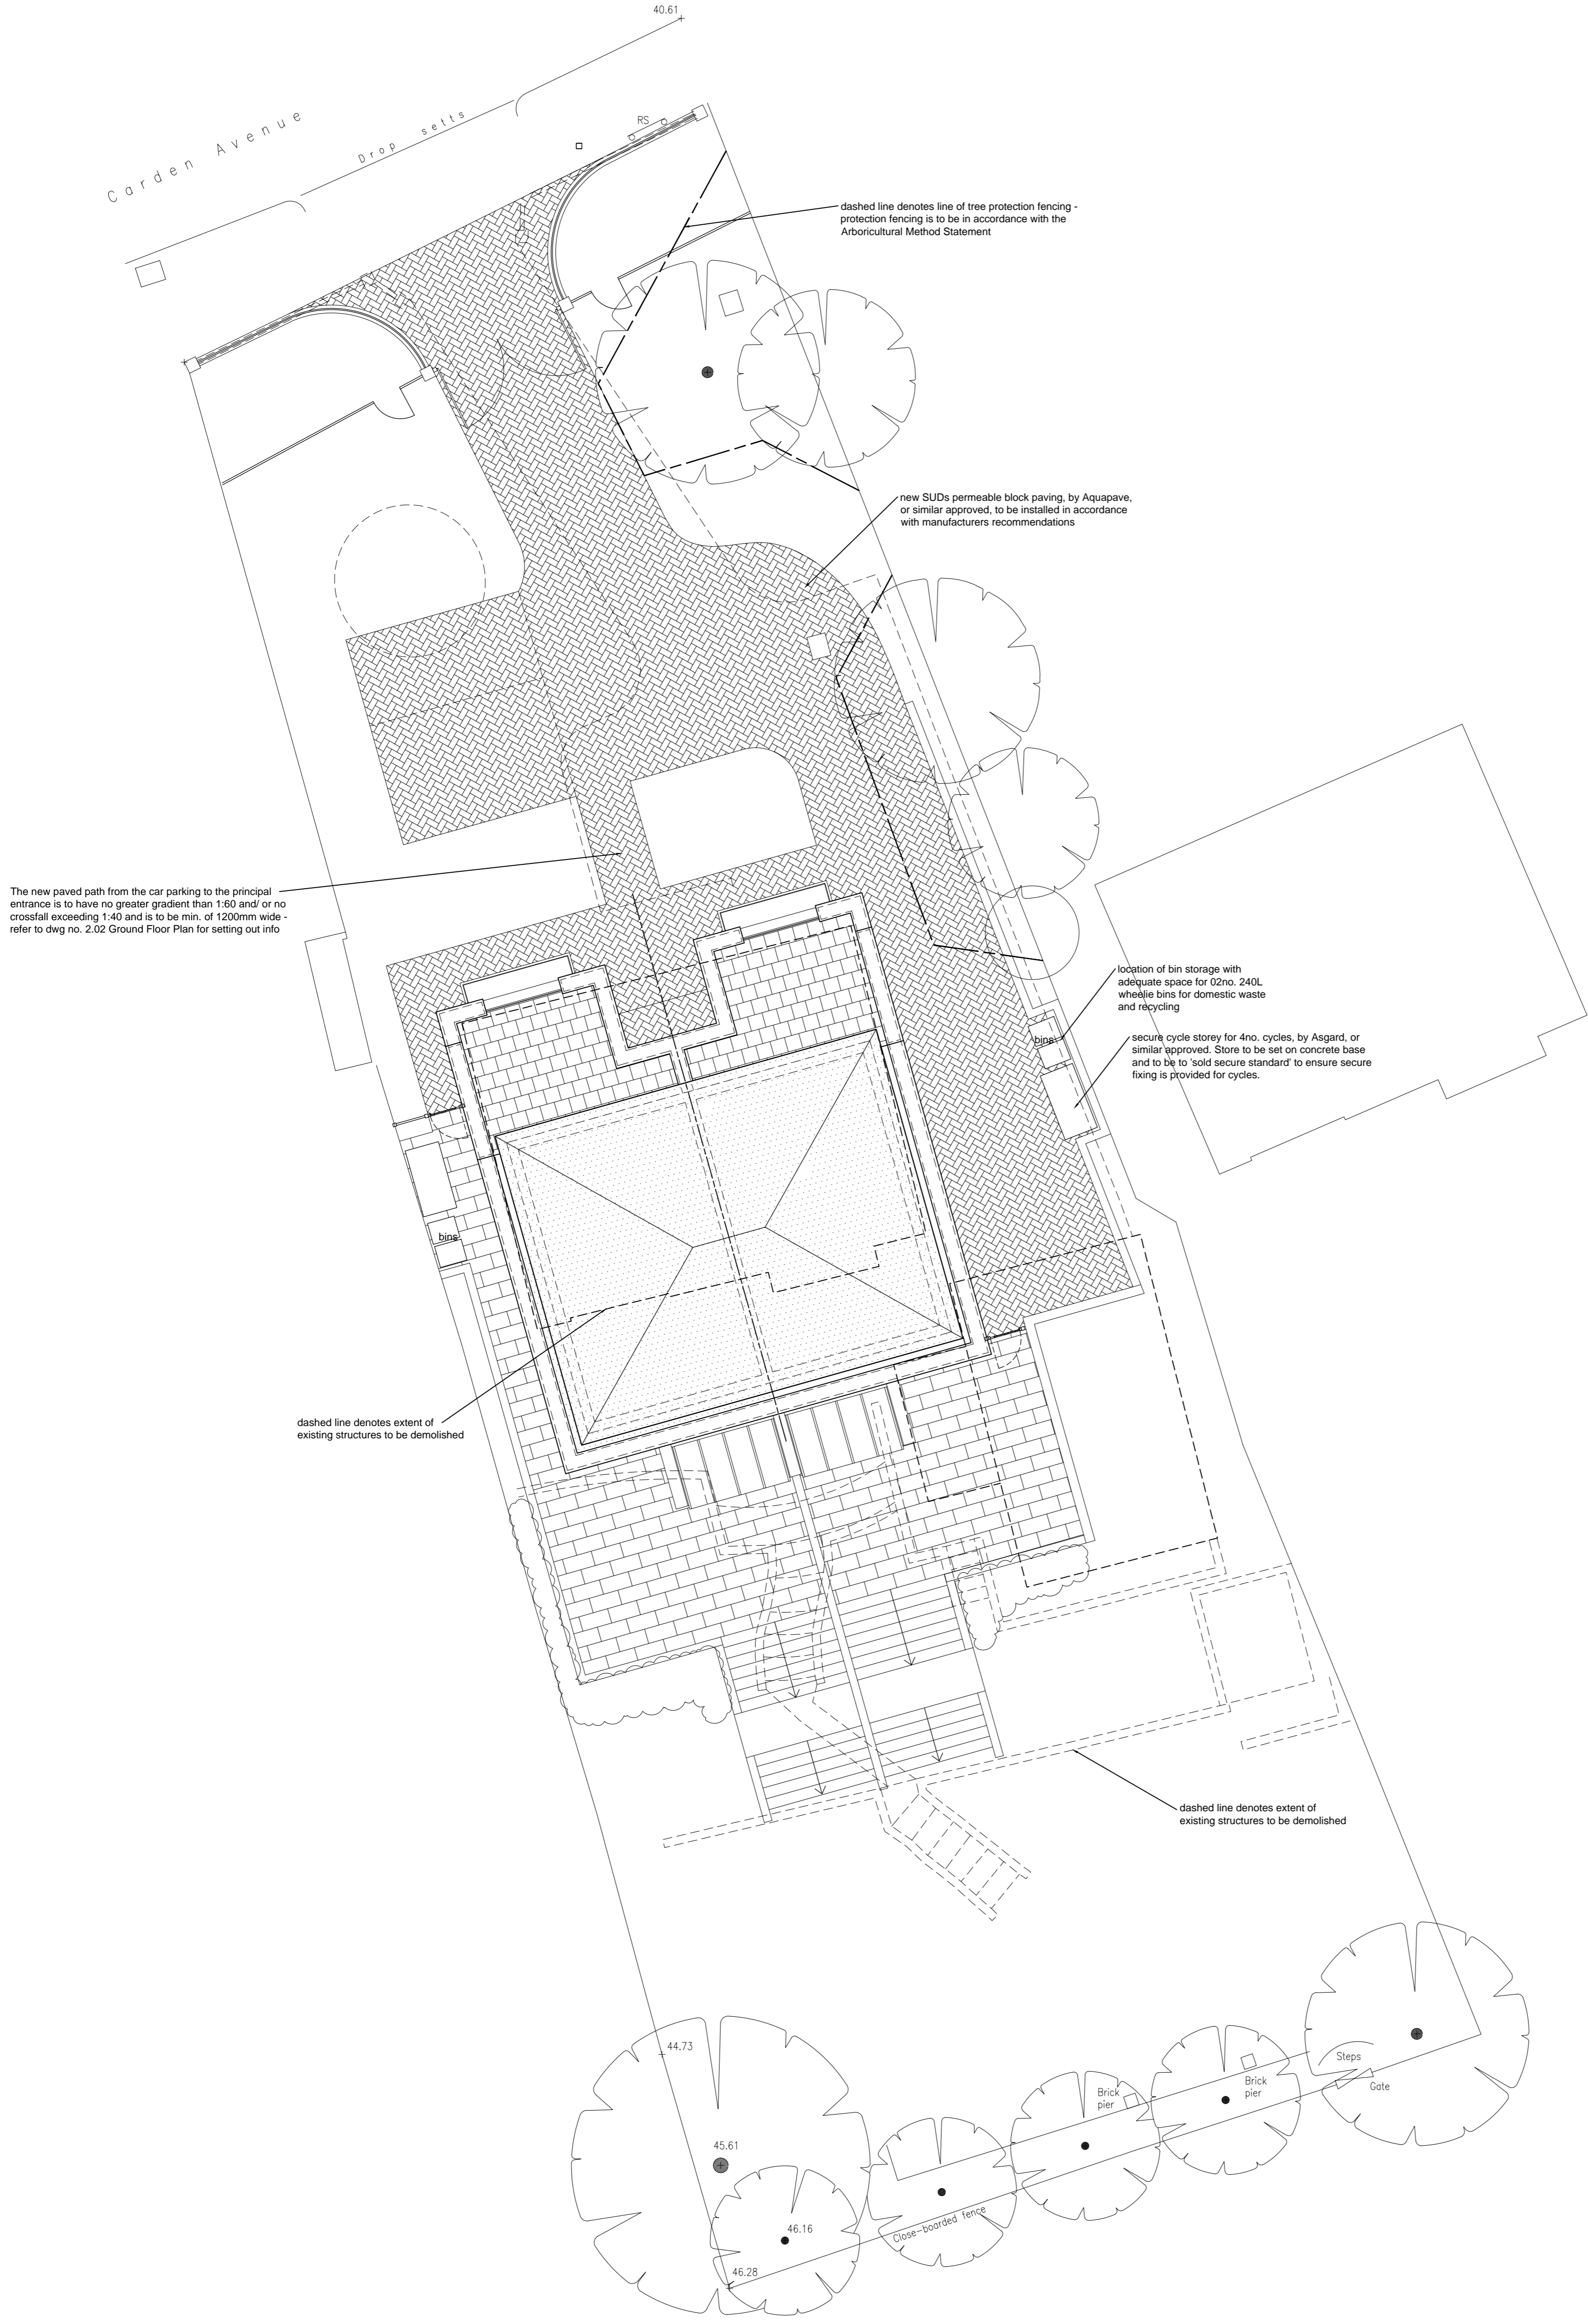 40.61
Carden Avenue
Drop setts
RS
dashed line denotes line of tree protection fencing -
protection fencing is to be in accordance with the
Arboricultural Method Statement
new SUDs permeable block paving, by Aquapave,
or similar approved, to be installed in accordance
with manufacturers recommendations
The new paved path from the car parking to the principal
entrance is to have no greater gradient than 1:60 and/ or no
crossfall exceeding 1:40 and is to be min. of 1200mm wide -
refer to dwg no. 2.02 Ground Floor Plan for setting out info
location of bin storage with
adequate space for 02no. 240L
wheelie bins for domestic waste
and recycling
bins
secure cycle storey for 4no. cycles, by Asgard, or
similar approved. Store to be set on concrete base
and to be to 'sold secure standard' to ensure secure
fixing is provided for cycles.
bins
dashed line denotes extent of
existing structures to be demolished
dashed line denotes extent of
existing structures to be demolished
44.73
Steps
Gate
Brick
pier
Brick
pier
45.61
46.16
Close-boarded fence
46.28